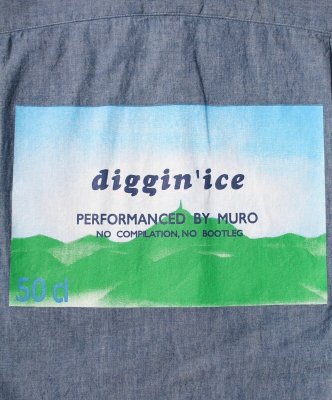 diggin'ice
PERFORMANCED BY MURO
NO COMPILATION, NO BOOTLEG
50 cl